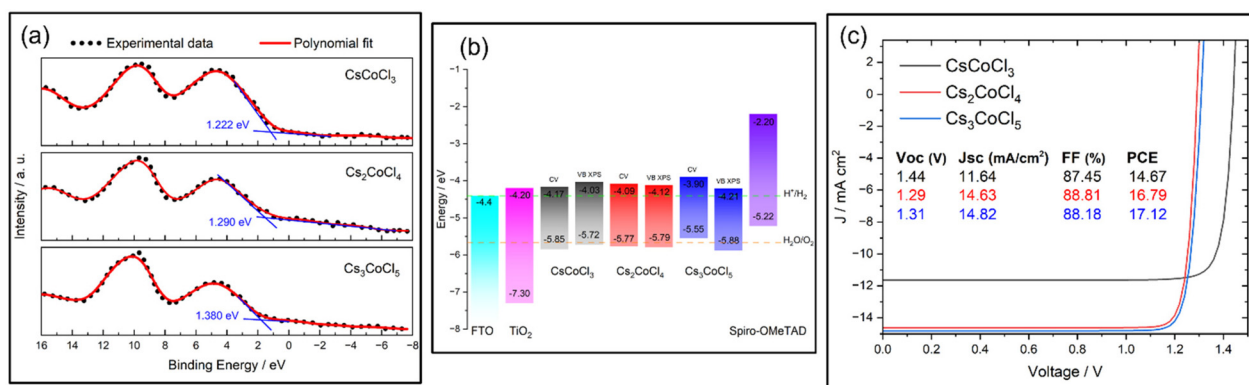 (a)
Experimental data Polynomial fit
CsCoCl3
1.222 eV
Cs2CoCl4
1.290 eV
Cs3CoCl5
1.380 eV
Intensity / a. u.
16 14 12 10 8 6 4 2 0 -2 -4 -6 -8
Binding Energy / eV
(b)
Energy / eV
-1
-2
-3
-4
-5
-6
-7
-8
-4.4
-4.20
-7.30
CV
-4.17
-5.85
VB XPS
-4.03
-5.72
CV
-4.09
-5.77
VB XPS
-4.12
-5.79
CV
-3.90
-5.55
VB XPS
-4.21
-5.88
-2.20
-5.22
H+/H2
H2O/O2
CsCoCl3 Cs2CoCl4 Cs3CoCl5
FTO TiO2 Spiro-OMeTAD
(c)
J / mA cm2
2
0
-2
-4
-6
-8
-10
-12
-14
CsCoCl3
Cs2CoCl4
Cs3CoCl5
Voc (V) Jsc (mA/cm2) FF (%) PCE
1.44 11.64 87.45 14.67
1.29 14.63 88.81 16.79
1.31 14.82 88.18 17.12
0.0 0.2 0.4 0.6 0.8 1.0 1.2 1.4
Voltage / V